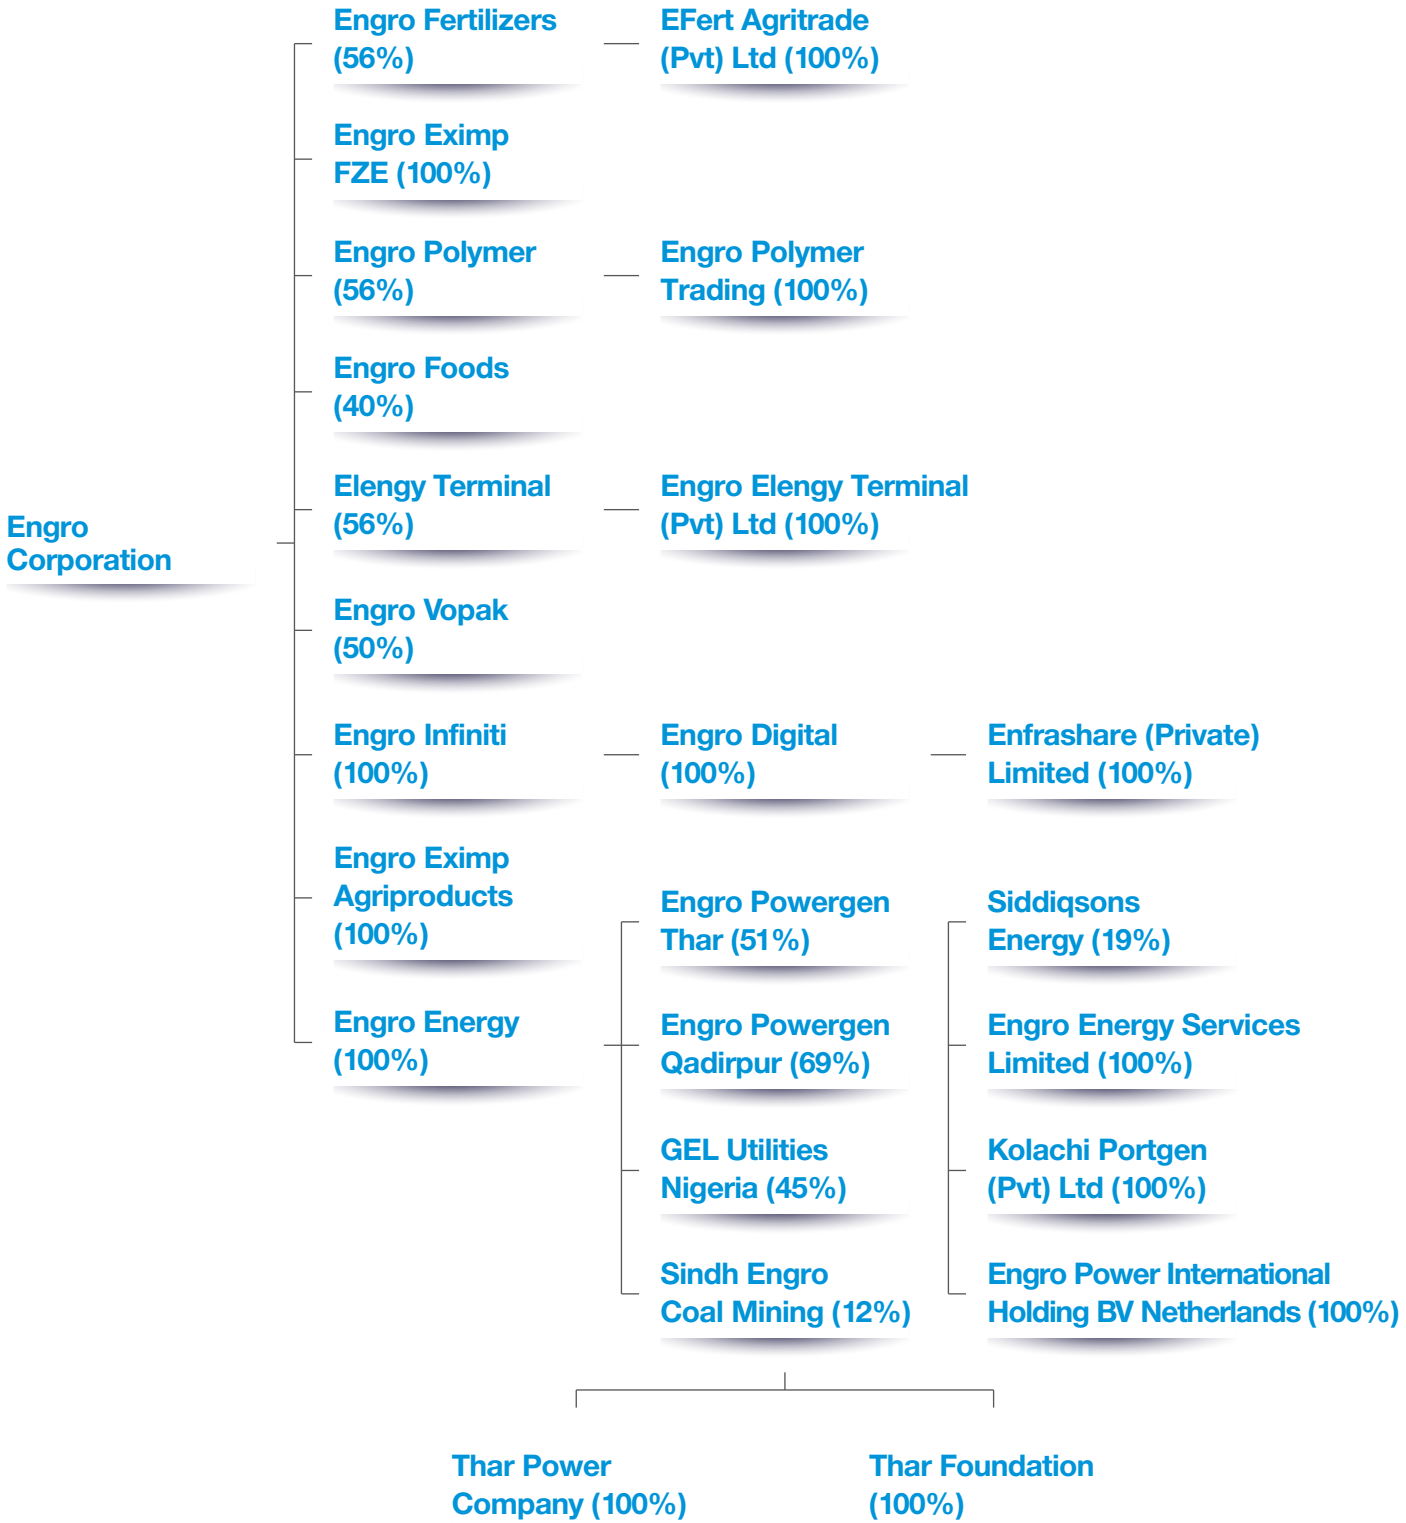 Engro
Corporation
Engro Fertilizers
(56%)
EFert Agritrade
(Pvt) Ltd (100%)
Engro Eximp
FZE (100%)
Engro Polymer
(56%)
Engro Polymer
Trading (100%)
Engro Foods
(40%)
Elengy Terminal
(56%)
Engro Elengy Terminal
(Pvt) Ltd (100%)
Engro Vopak
(50%)
Engro Infiniti
(100%)
Engro Digital
(100%)
Enfrashare (Private)
Limited (100%)
Engro Eximp
Agriproducts
(100%)
Engro Energy
(100%)
Engro Powergen
Thar (51%)
Engro Powergen
Qadirpur (69%)
GEL Utilities
Nigeria (45%)
Sindh Engro
Coal Mining (12%)
Siddiqsons
Energy (19%)
Engro Energy Services
Limited (100%)
Kolachi Portgen
(Pvt) Ltd (100%)
Engro Power International
Holding BV Netherlands (100%)
Thar Power
Company (100%)
Thar Foundation
(100%)